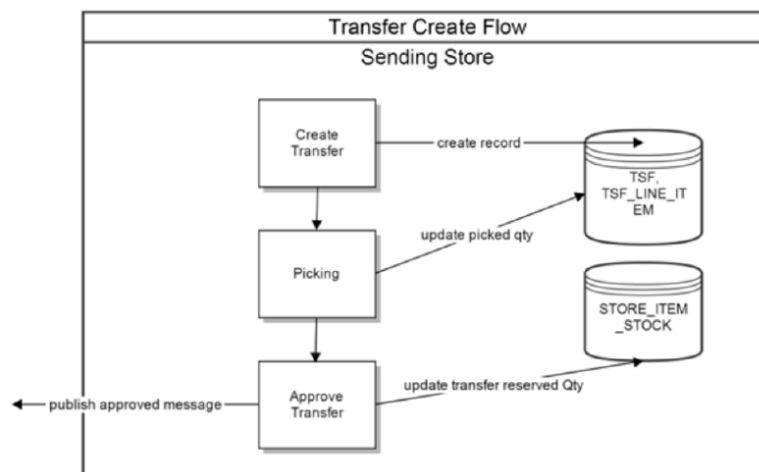 Transfer Create Flow
Sending Store
Create
Transfer
create record
TSF,
TSF_LINE_IT
EM
update picked qty
Picking
STORE_ITEM
_STOCK
update transfer reserved Qty
Approve
Transfer
publish approved message